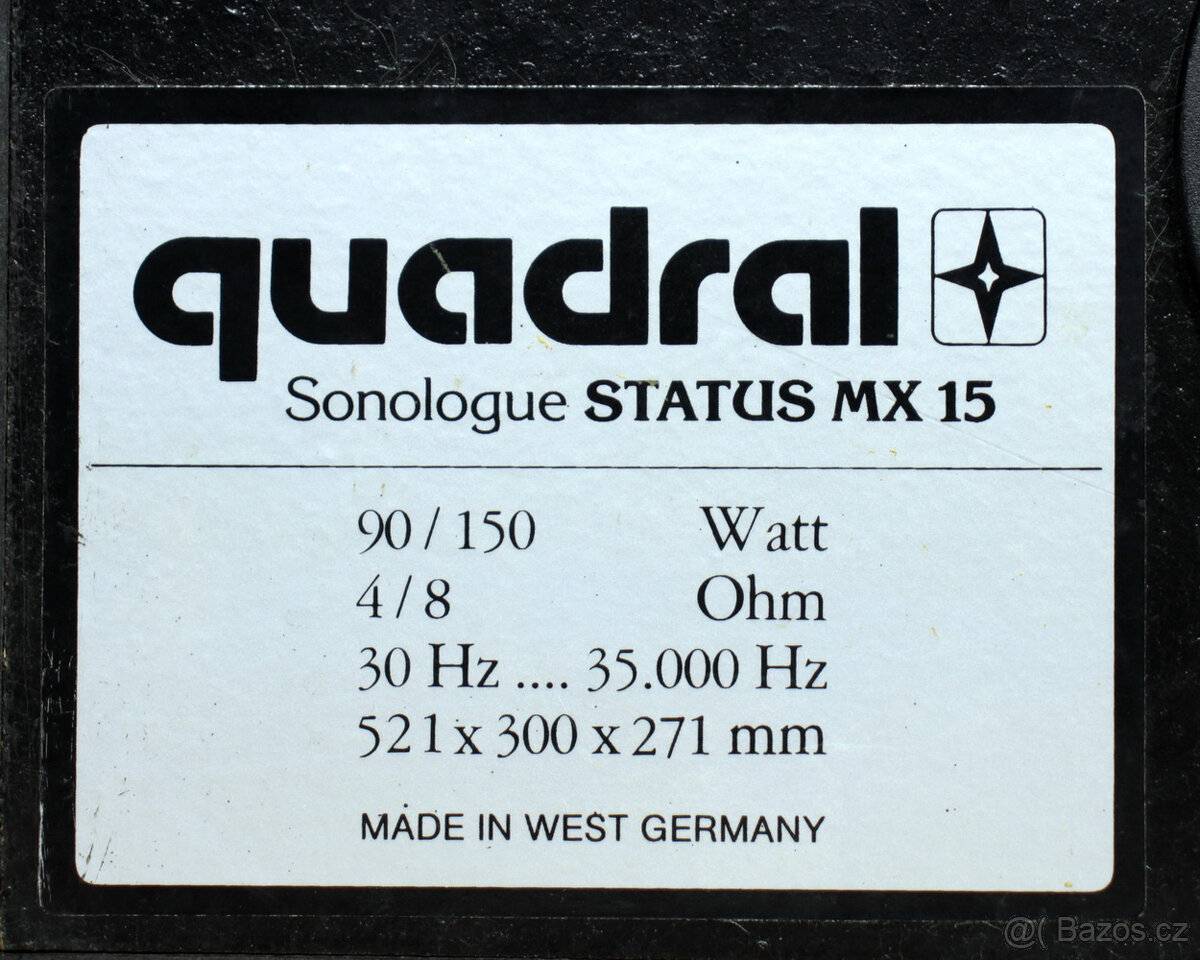 quadral
Sonologue STATUS MX 15
90 / 150 Watt
4 / 8 Ohm
30 Hz .... 35.000 Hz
521 x 300 x 271 mm
MADE IN WEST GERMANY
@( Bazos.cz